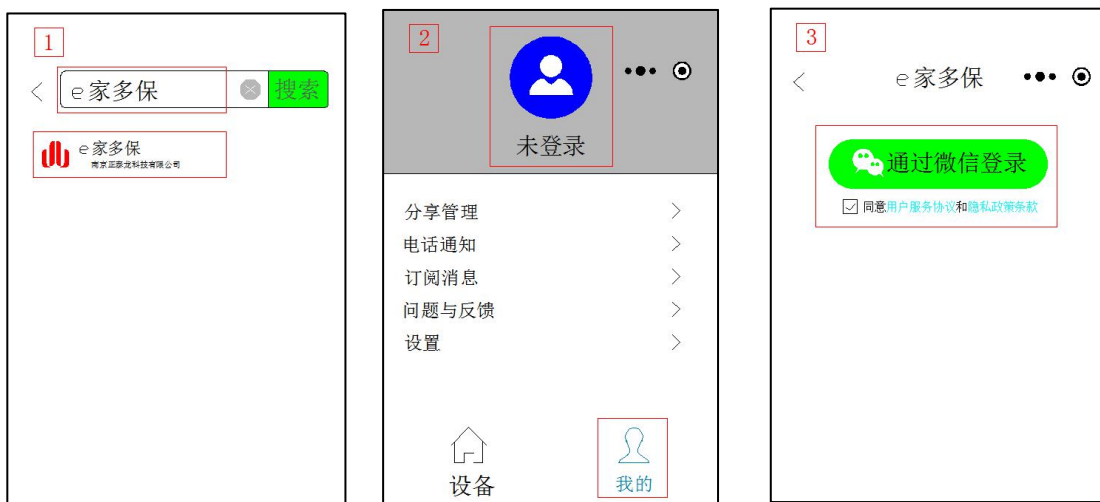 1
e家多保
搜索
e家多保
南京正泰龙科技有限公司
2
未登录
分享管理
电话通知
订阅消息
问题与反馈
设置
设备
我的
3
e家多保
通过微信登录
同意用户服务协议和隐私政策条款